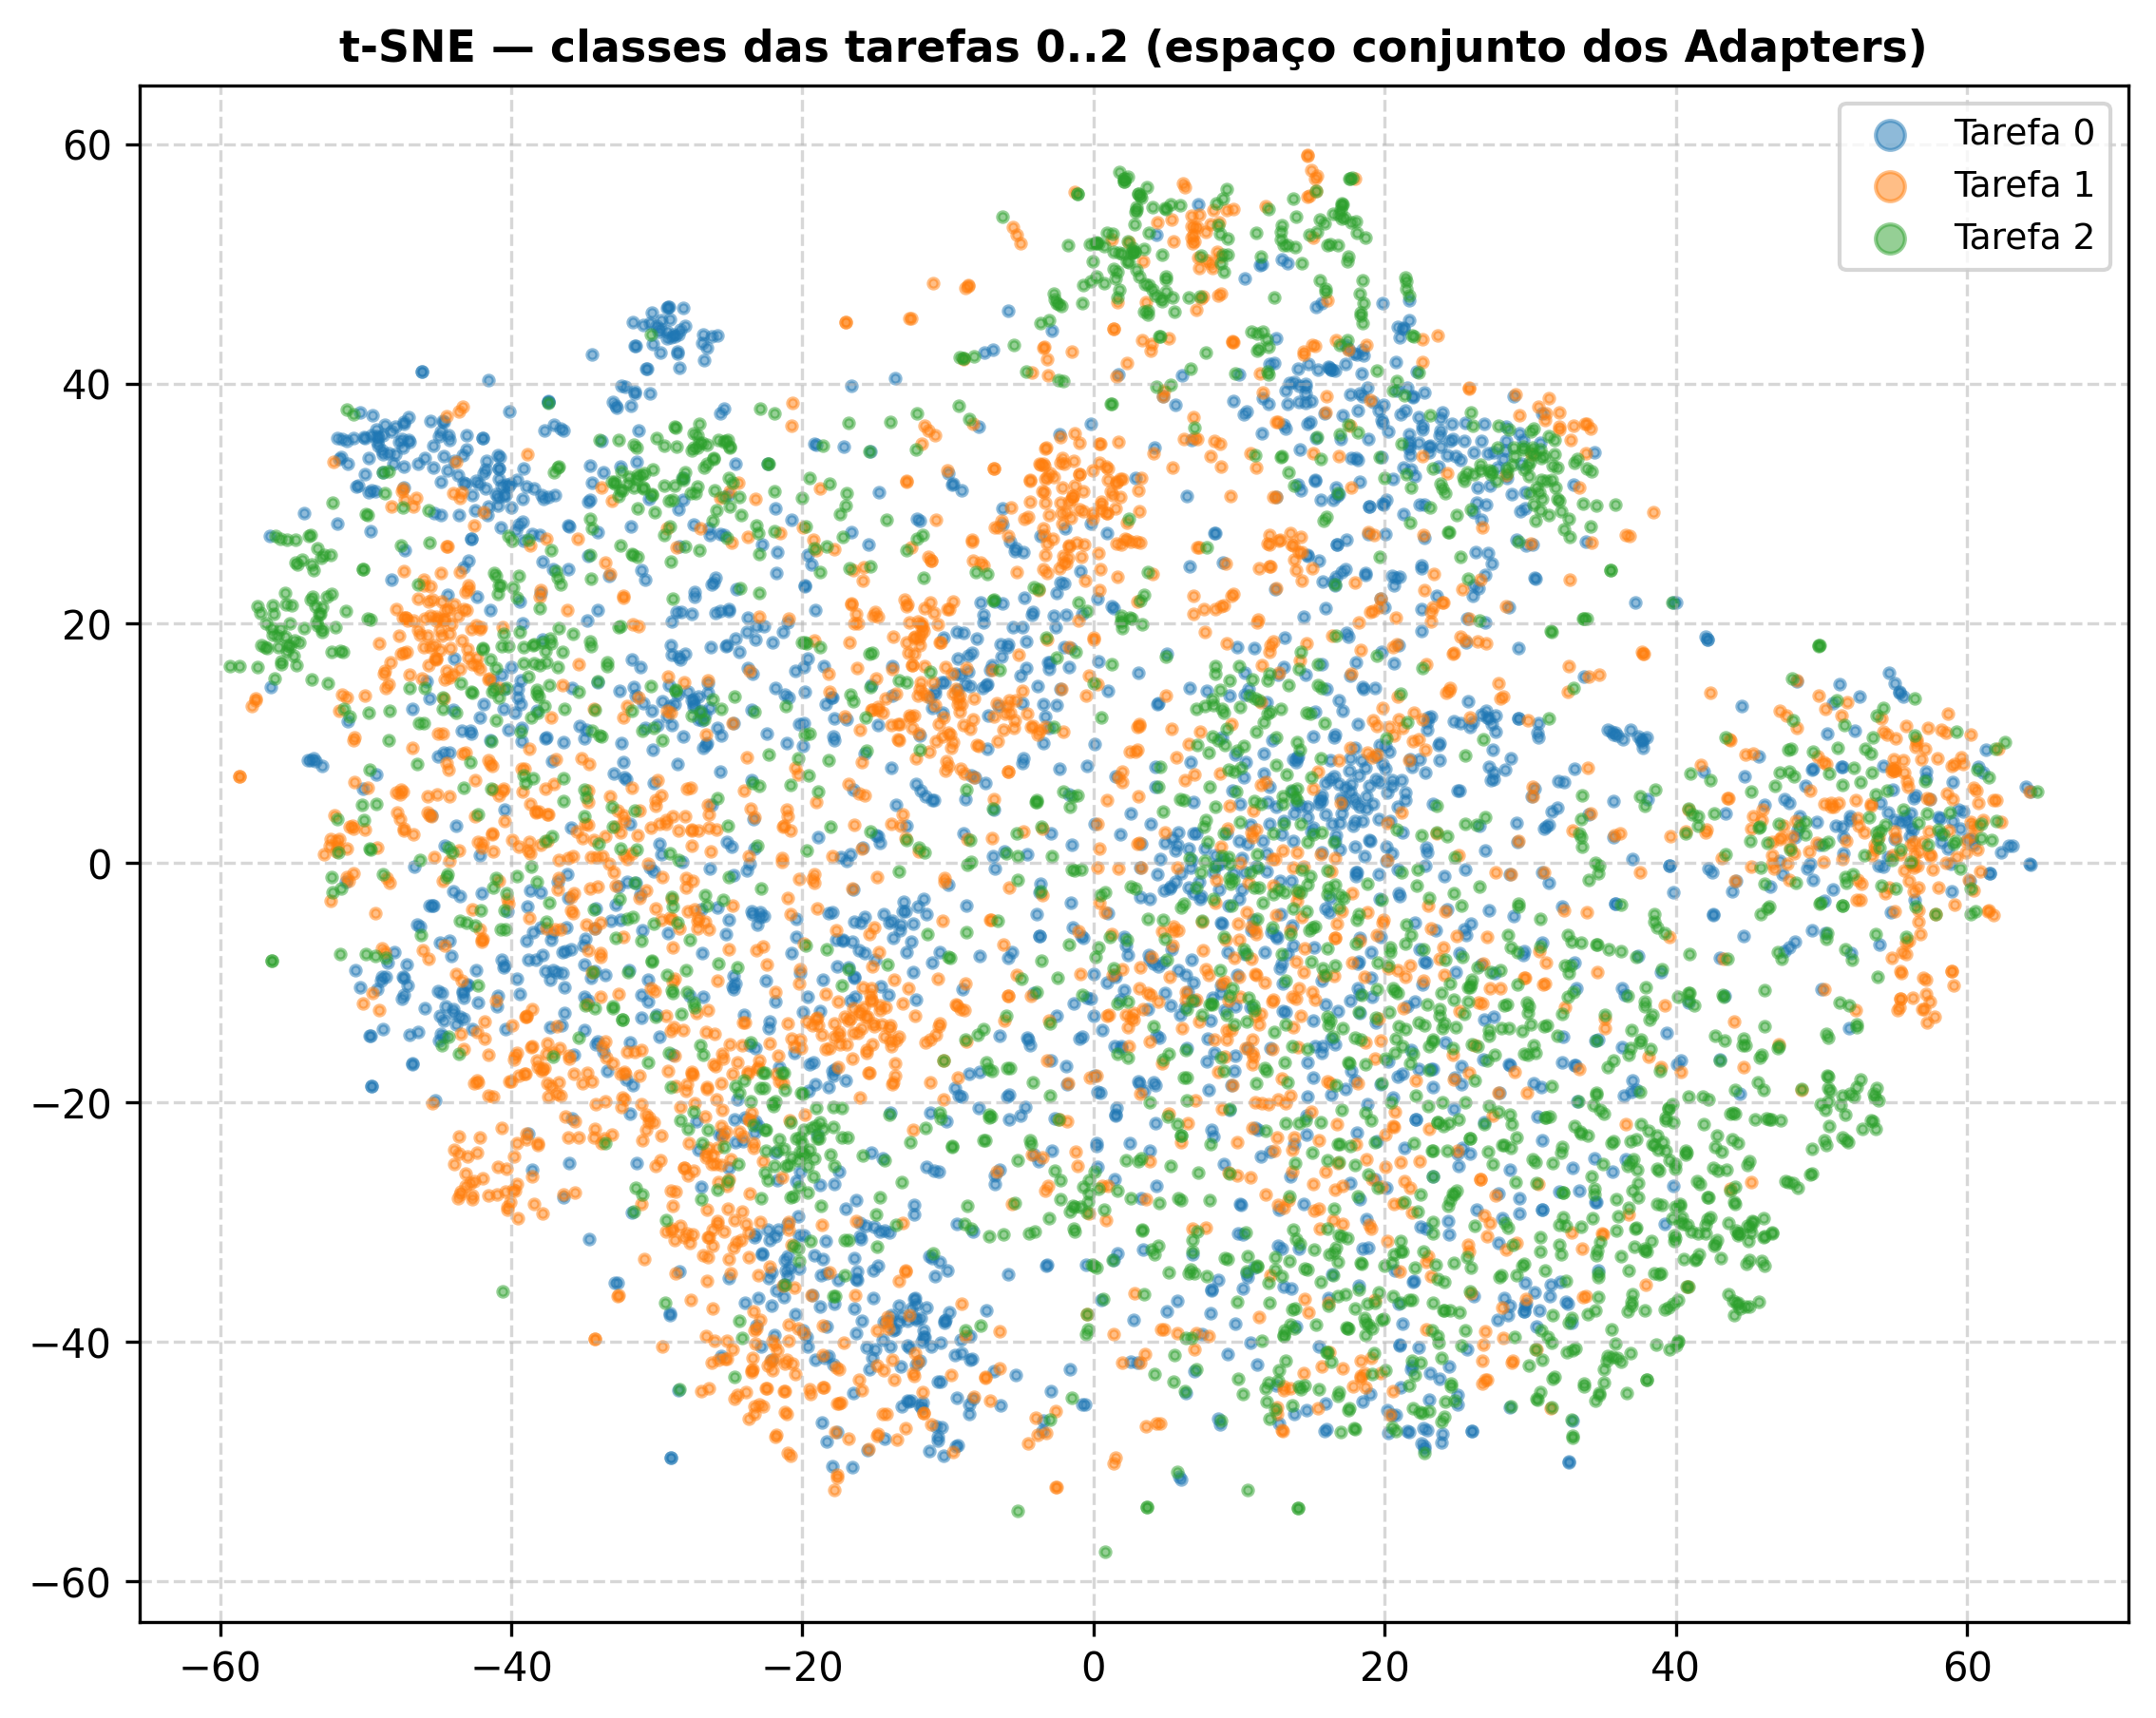 t-SNE — classes das tarefas 0..2 (espaço conjunto dos Adapters)
Tarefa 0
Tarefa 1
Tarefa 2
60
40
20
0
−20
−40
−60
−60 −40 −20 0 20 40 60